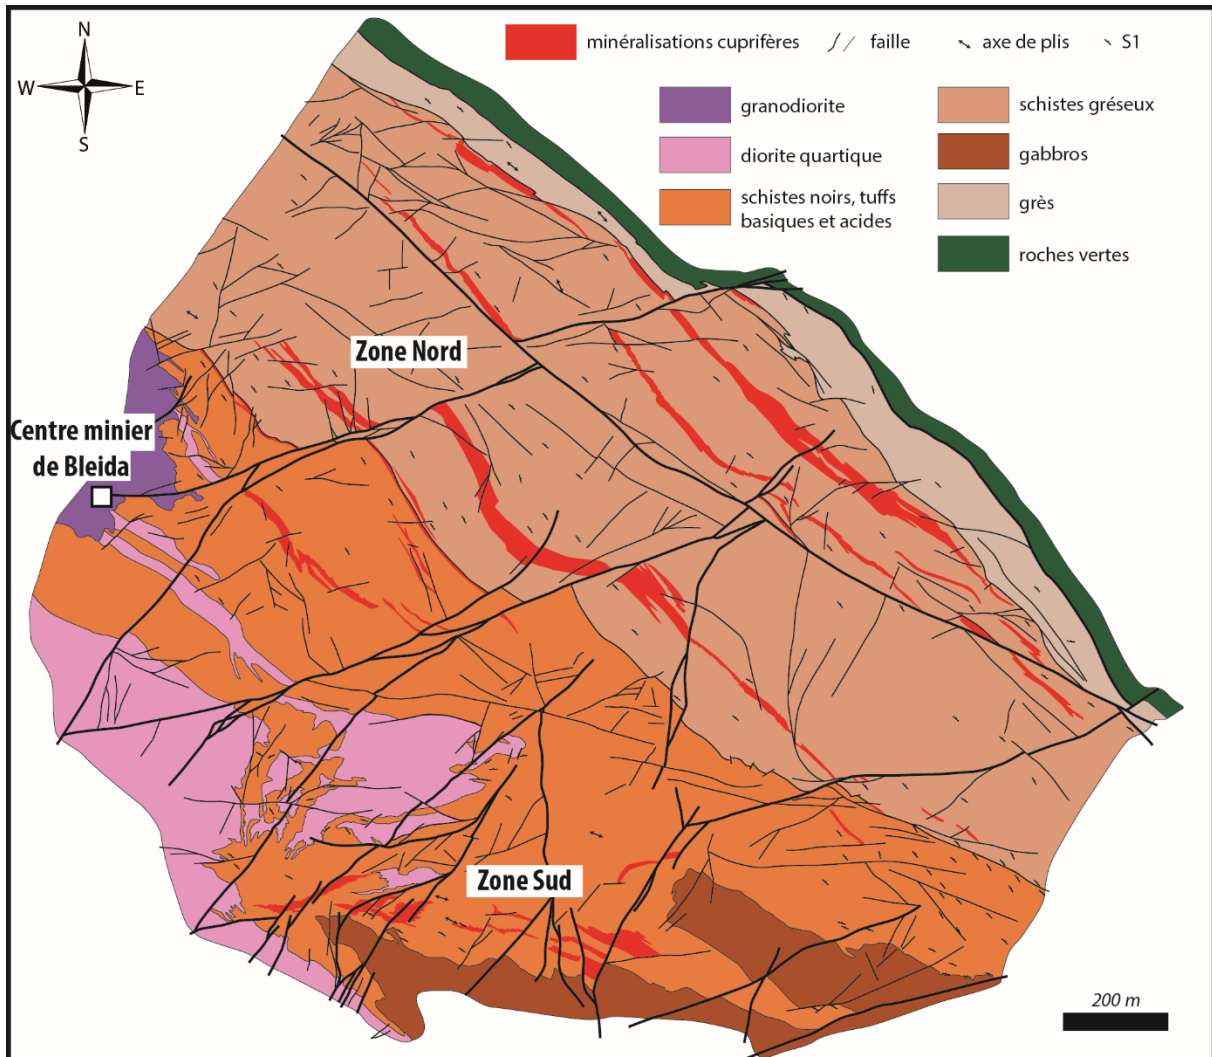 N
W E
S
minéralisations cuprifères
faille
axe de plis
S1
granodiorite
schistes gréseux
diorite quartique
gabbros
schistes noirs, tuffs
basiques et acides
grès
roches vertes
Zone Nord
Centre minier
de Bleida
Zone Sud
200 m